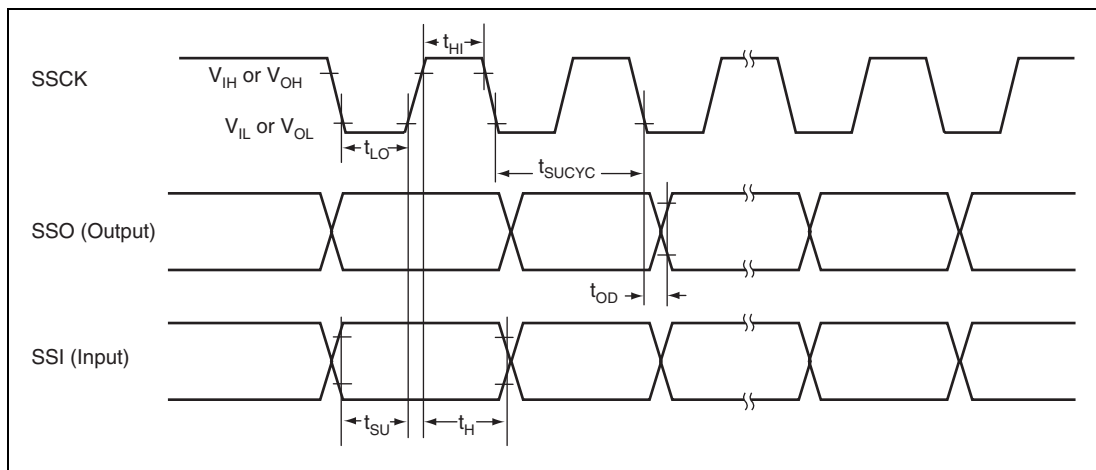 t_HI
SSCK
V_IH or V_OH
V_IL or V_OL
t_LO
t_SUCYC
SSO (Output)
t_OD
SSI (Input)
t_SU
t_H